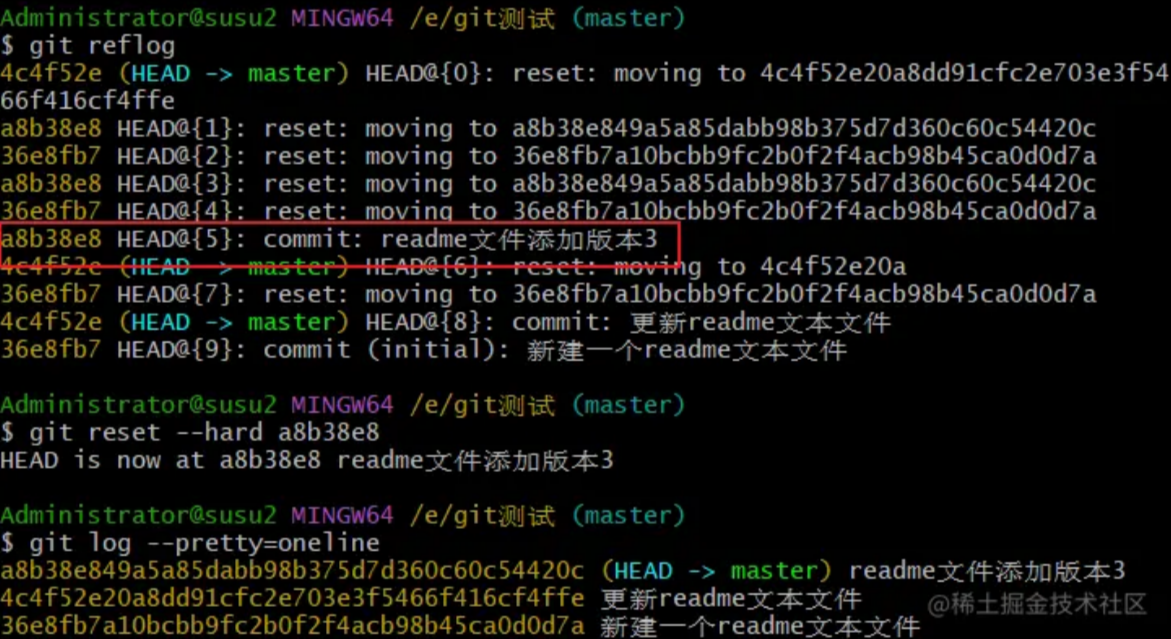 Administrator@susu2 MINGW64 /e/git测试 (master)
$ git reflog
4c4f52e (HEAD -> master) HEAD@{0}: reset: moving to 4c4f52e20a8dd91cfc2e703e3f54
66f416cf4ffe
a8b38e8 HEAD@{1}: reset: moving to a8b38e849a5a85dabb98b375d7d360c60c54420c
36e8fb7 HEAD@{2}: reset: moving to 36e8fb7a10bcbb9fc2b0f2f4acb98b45ca0d0d7a
a8b38e8 HEAD@{3}: reset: moving to a8b38e849a5a85dabb98b375d7d360c60c54420c
36e8fb7 HEAD@{4}: reset: moving to 36e8fb7a10bcbb9fc2b0f2f4acb98b45ca0d0d7a
a8b38e8 HEAD@{5}: commit: readme文件添加版本3
4c4f52e (HEAD -> master) HEAD@{6}: reset: moving to 4c4f52e20a
36e8fb7 HEAD@{7}: reset: moving to 36e8fb7a10bcbb9fc2b0f2f4acb98b45ca0d0d7a
4c4f52e (HEAD -> master) HEAD@{8}: commit: 更新readme文本文件
36e8fb7 HEAD@{9}: commit (initial): 新建一个readme文本文件
Administrator@susu2 MINGW64 /e/git测试 (master)
$ git reset --hard a8b38e8
HEAD is now at a8b38e8 readme文件添加版本3
Administrator@susu2 MINGW64 /e/git测试 (master)
$ git log --pretty=oneline
a8b38e849a5a85dabb98b375d7d360c60c54420c (HEAD -> master) readme文件添加版本3
4c4f52e20a8dd91cfc2e703e3f5466f416cf4ffe 更新readme文本文件
36e8fb7a10bcbb9fc2b0f2f4acb98b45ca0d0d7a 新建一个readme文本文件
@稀土掘金技术社区